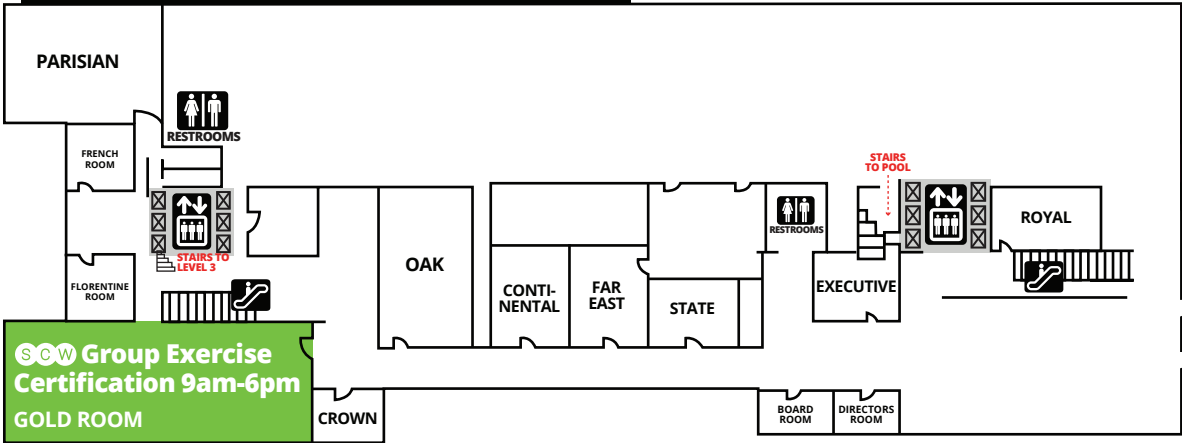 PARISIAN
RESTROOMS
FRENCH
ROOM
STAIRS
TO POOL
STAIRS TO
LEVEL 3
FLORENTINE
ROOM
OAK
CONTI-
NENTAL
FAR
EAST
STATE
RESTROOMS
EXECUTIVE
ROYAL
SCW Group Exercise
Certification 9am-6pm
GOLD ROOM
CROWN
BOARD
ROOM
DIRECTORS
ROOM